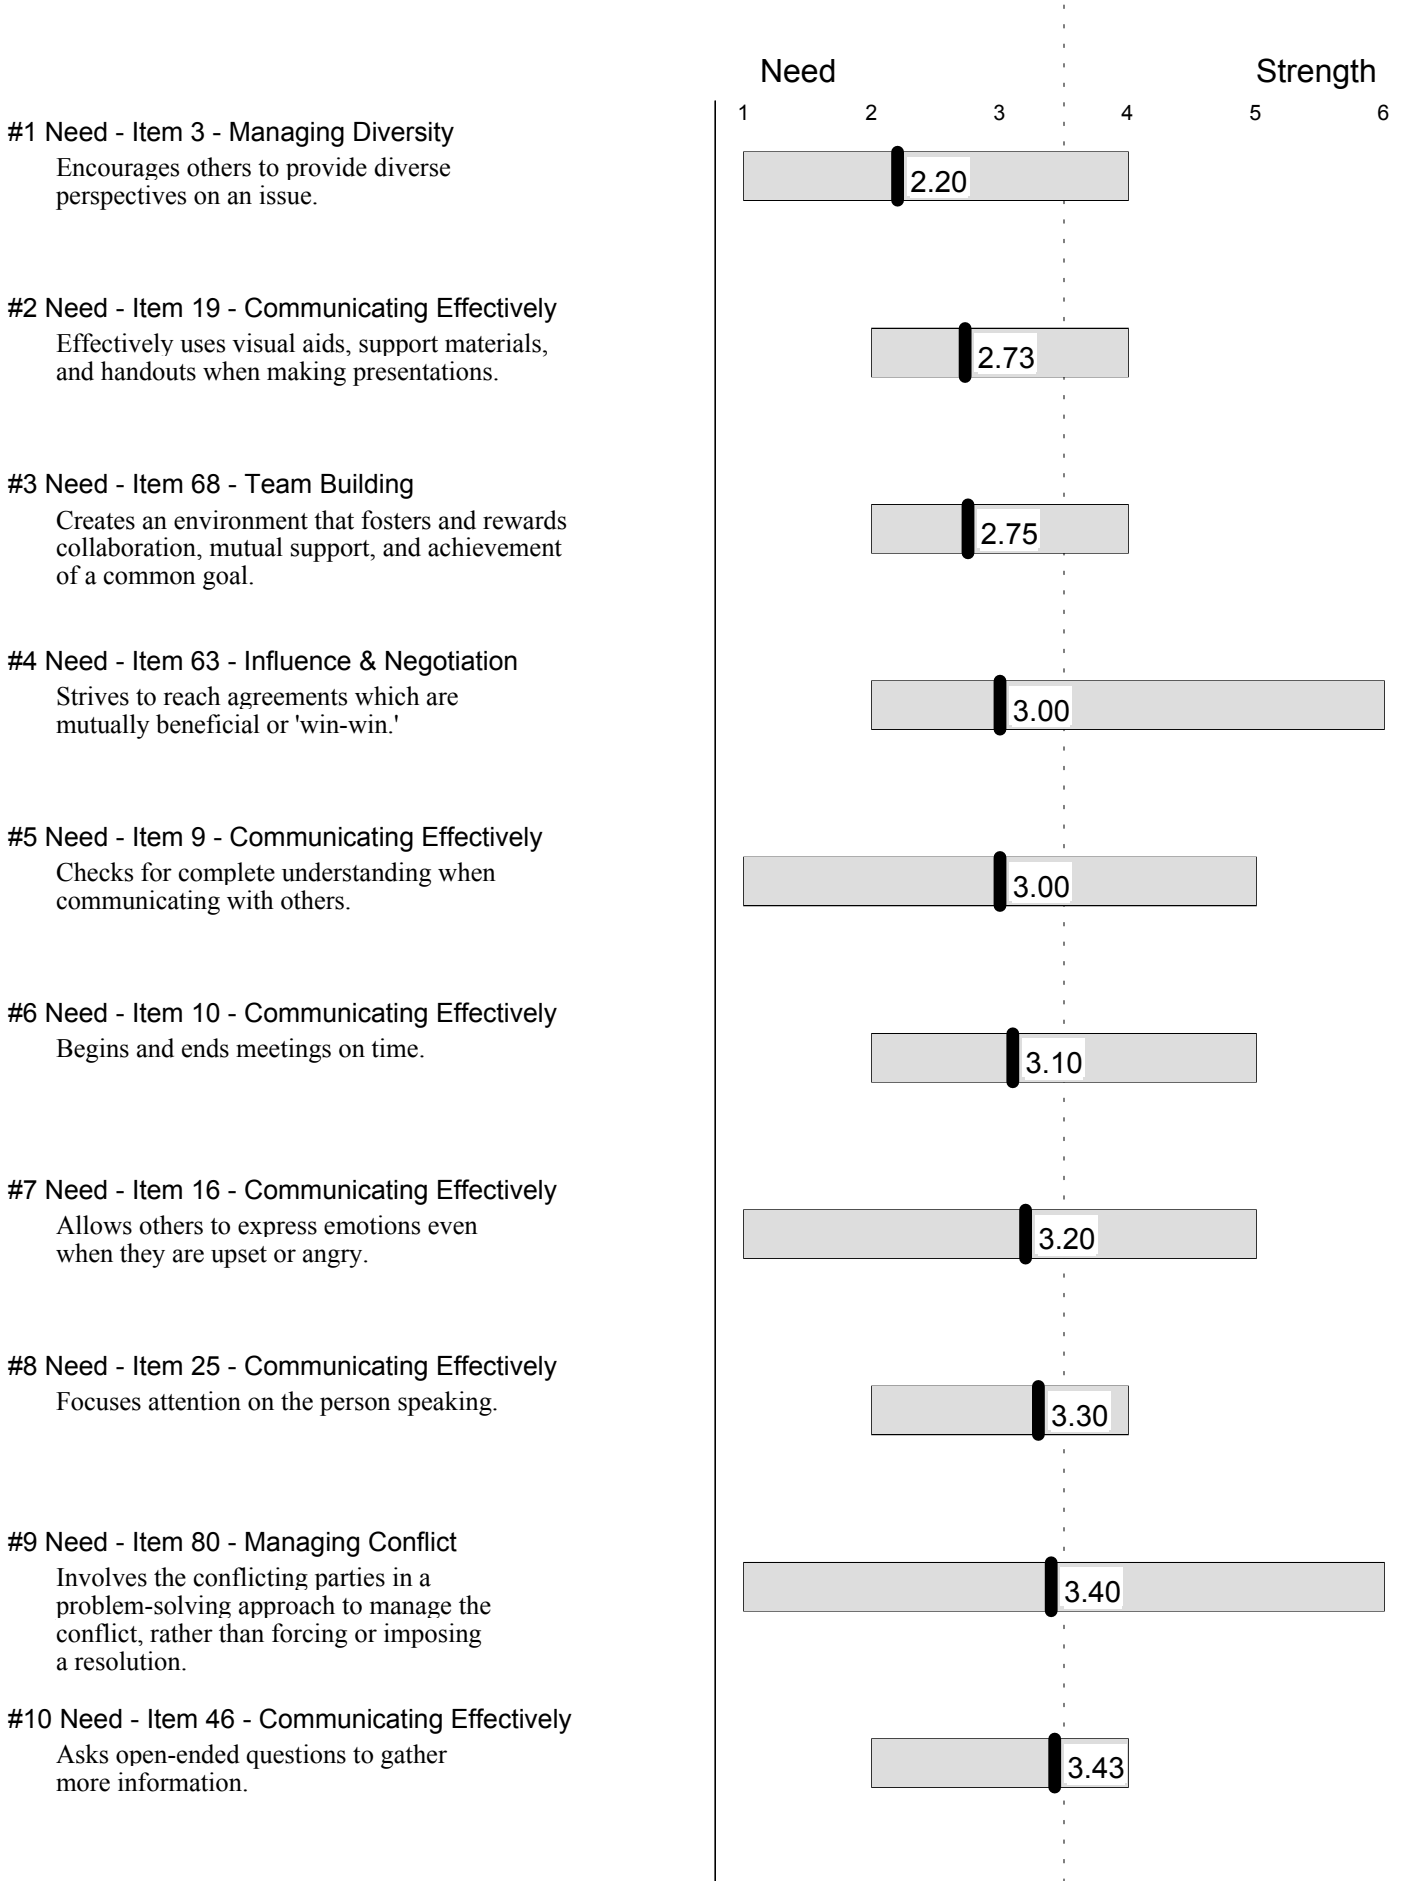 Need Strength
1 2 3 4 5 6
#1 Need - Item 3 - Managing Diversity
Encourages others to provide diverse
perspectives on an issue.
2.20
#2 Need - Item 19 - Communicating Effectively
Effectively uses visual aids, support materials,
and handouts when making presentations.
2.73
#3 Need - Item 68 - Team Building
Creates an environment that fosters and rewards
collaboration, mutual support, and achievement
of a common goal.
2.75
#4 Need - Item 63 - Influence & Negotiation
Strives to reach agreements which are
mutually beneficial or 'win-win.'
3.00
#5 Need - Item 9 - Communicating Effectively
Checks for complete understanding when
communicating with others.
3.00
#6 Need - Item 10 - Communicating Effectively
Begins and ends meetings on time.
3.10
#7 Need - Item 16 - Communicating Effectively
Allows others to express emotions even
when they are upset or angry.
3.20
#8 Need - Item 25 - Communicating Effectively
Focuses attention on the person speaking.
3.30
#9 Need - Item 80 - Managing Conflict
Involves the conflicting parties in a
problem-solving approach to manage the
conflict, rather than forcing or imposing
a resolution.
3.40
#10 Need - Item 46 - Communicating Effectively
Asks open-ended questions to gather
more information.
3.43